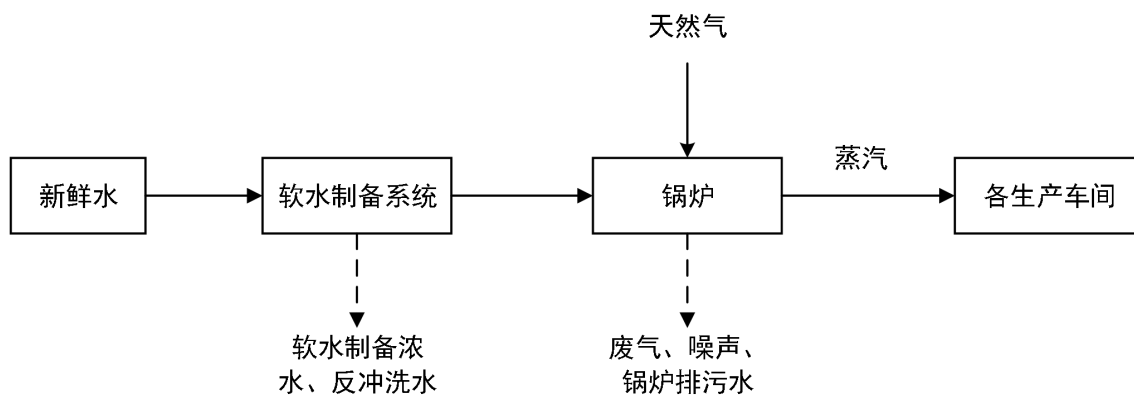 天然气
蒸汽
新鲜水
软水制备系统
锅炉
各生产车间
软水制备浓
水、反冲洗水
废气、噪声、
锅炉排污水